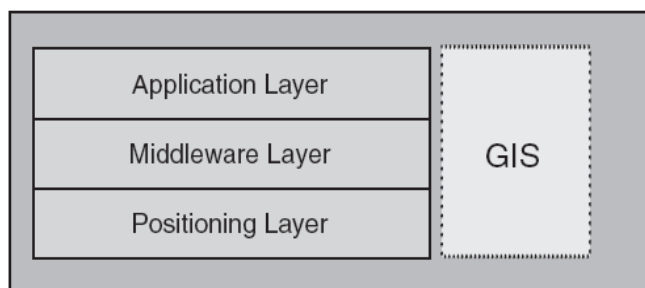 Application Layer
Middleware Layer
GIS
Positioning Layer